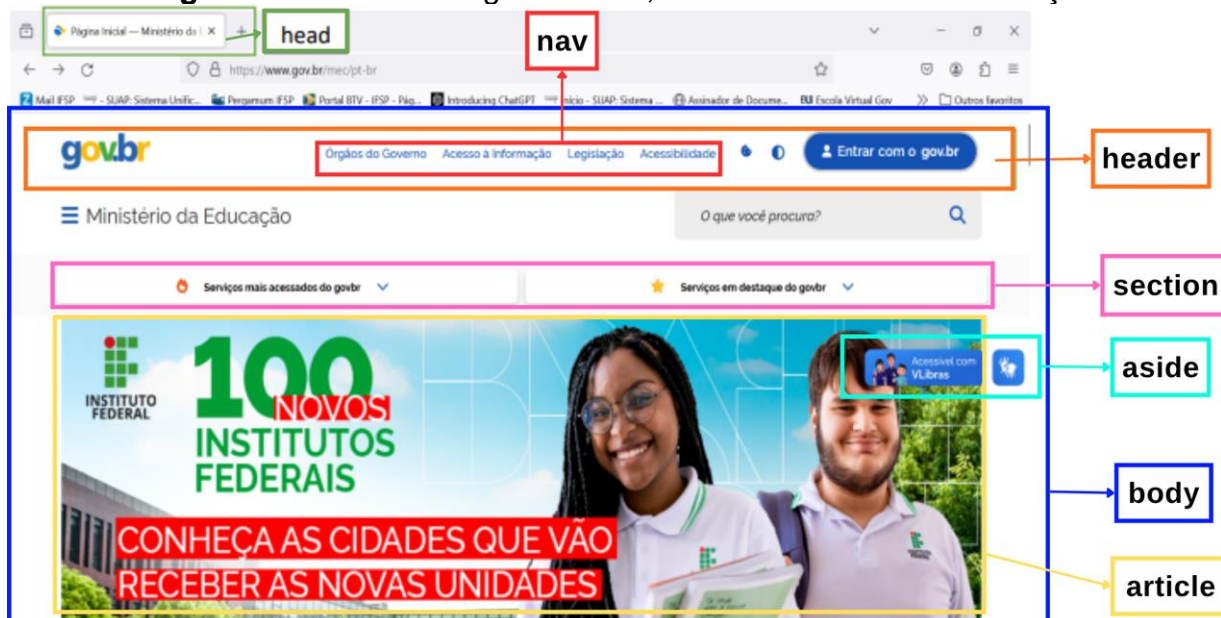 Página Inicial — Ministério da
head
nav
https://www.gov.br/mec/pt-br
Mail IFSP
SUAP: Sistema Unific...
Pergamum IFSP
Portal BTV - IFSP - Pág...
Introducing ChatGPT
Início - SUAP: Sistema ...
Assinador de Docume...
Escola Virtual Gov
Outros favoritos
gov.br
Órgãos do Governo Acesso à Informação Legislação Acessibilidade
Entrar com o gov.br
header
Ministério da Educação
O que você procura?
Serviços mais acessados do govbr
Serviços em destaque do govbr
section
INSTITUTO
FEDERAL
100
NOVOS
INSTITUTOS
FEDERAIS
Acessível com
VLibras
aside
body
CONHEÇA AS CIDADES QUE VÃO
RECEBER AS NOVAS UNIDADES
article